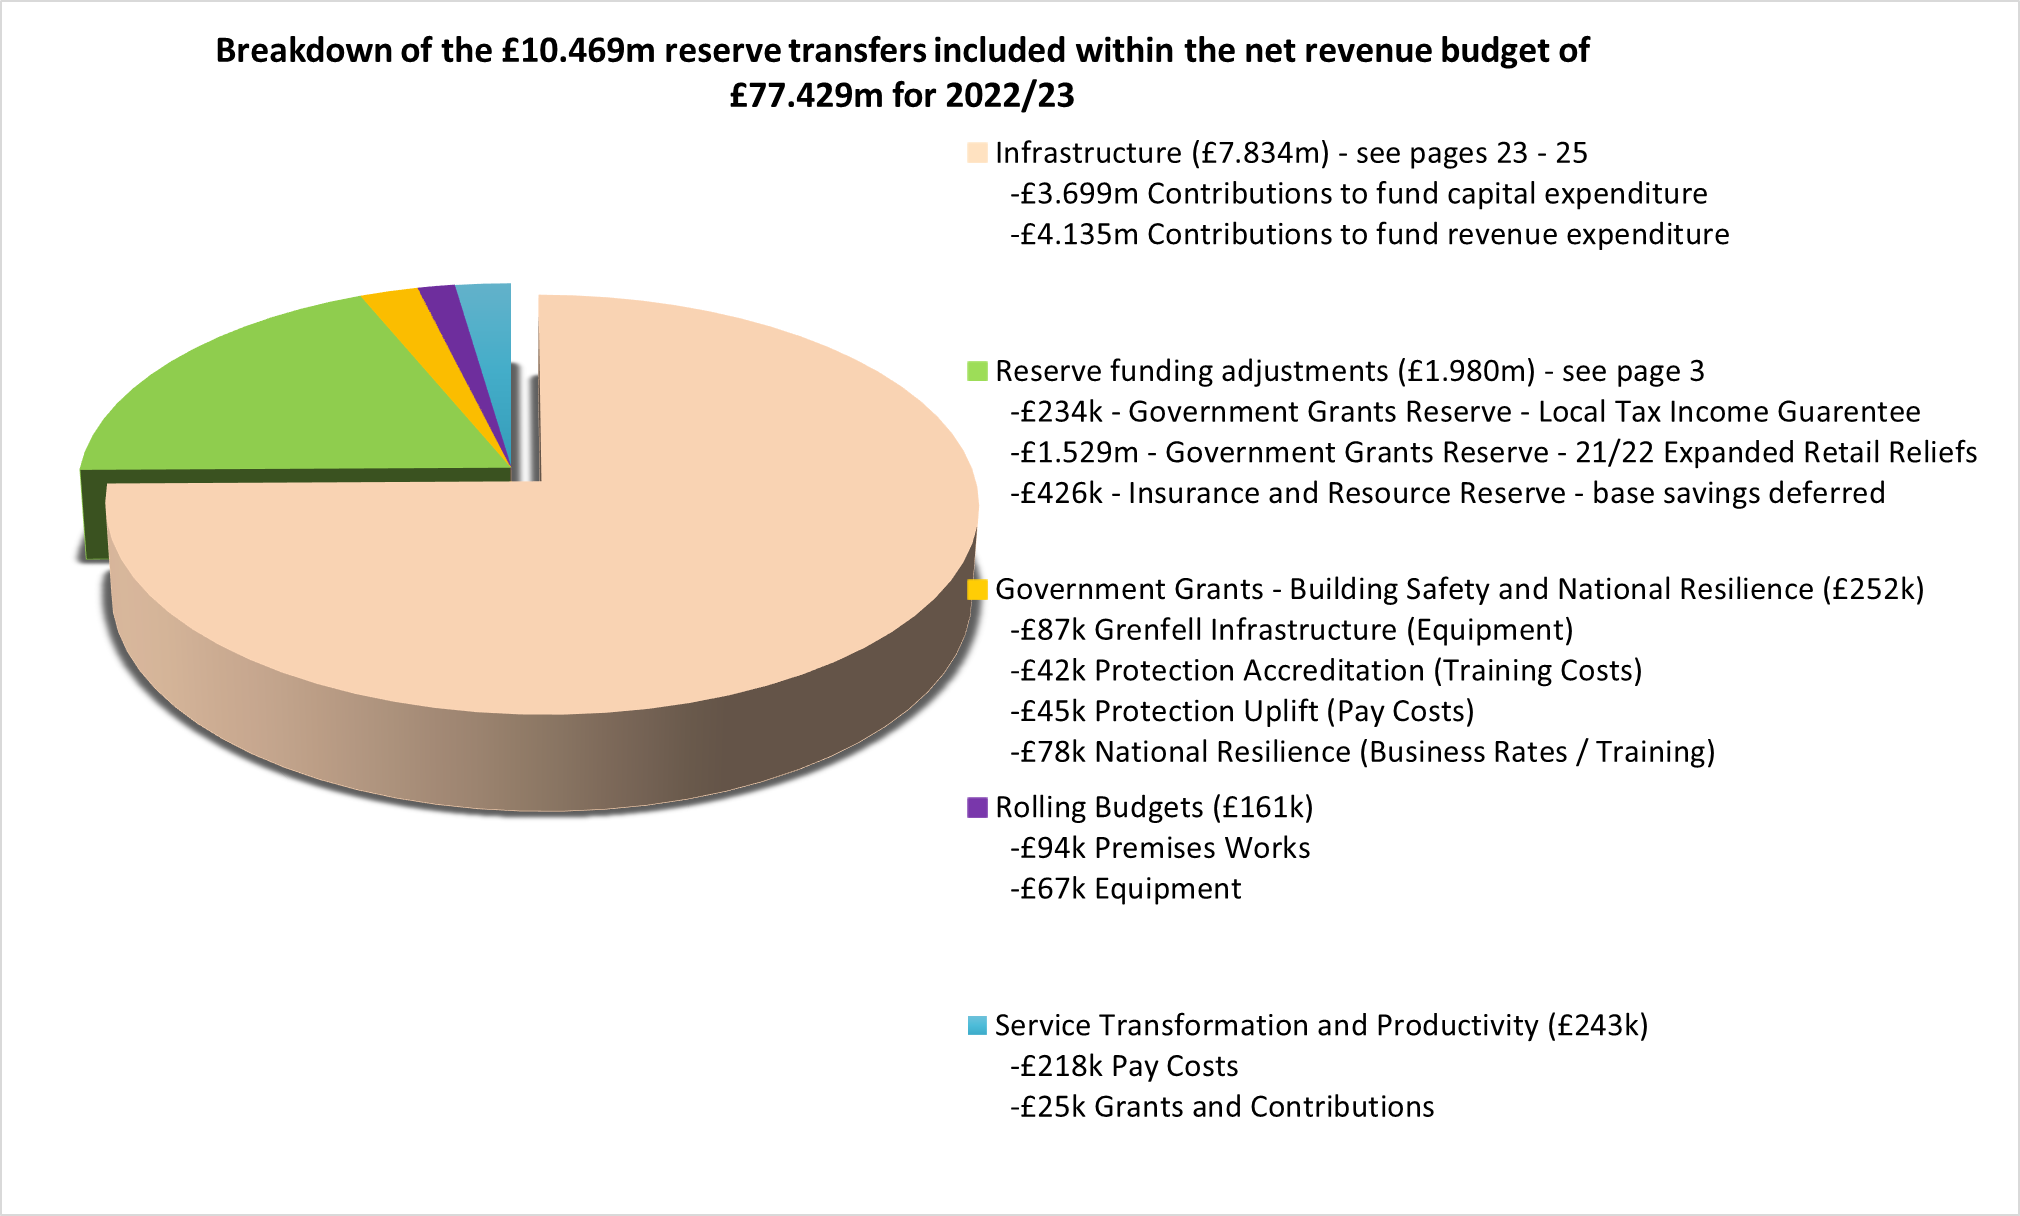 Breakdown of the £10.469m reserve transfers included within the net revenue budget of
£77.429m for 2022/23
Infrastructure (£7.834m) - see pages 23 - 25
-£3.699m Contributions to fund capital expenditure
-£4.135m Contributions to fund revenue expenditure
Reserve funding adjustments (£1.980m) - see page 3
-£234k - Government Grants Reserve - Local Tax Income Guarentee
-£1.529m - Government Grants Reserve - 21/22 Expanded Retail Reliefs
-£426k - Insurance and Resource Reserve - base savings deferred
Government Grants - Building Safety and National Resilience (£252k)
-£87k Grenfell Infrastructure (Equipment)
-£42k Protection Accreditation (Training Costs)
-£45k Protection Uplift (Pay Costs)
-£78k National Resilience (Business Rates / Training)
Rolling Budgets (£161k)
-£94k Premises Works
-£67k Equipment
Service Transformation and Productivity (£243k)
-£218k Pay Costs
-£25k Grants and Contributions